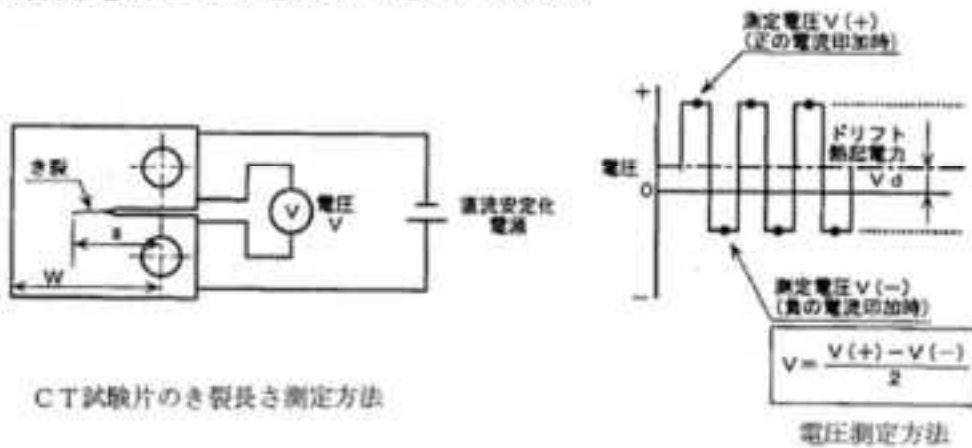 測定電圧V(+)
(正の電流印加時)
+
ドリフト
熱起電力
電圧
Vd
0
測定電圧V(-)
(負の電流印加時)
-
V=V(+)-V(-)/2
電圧測定方法
き裂
a
W
V
電圧
V
直流安定化
電源
CT試験片のき裂長さ測定方法